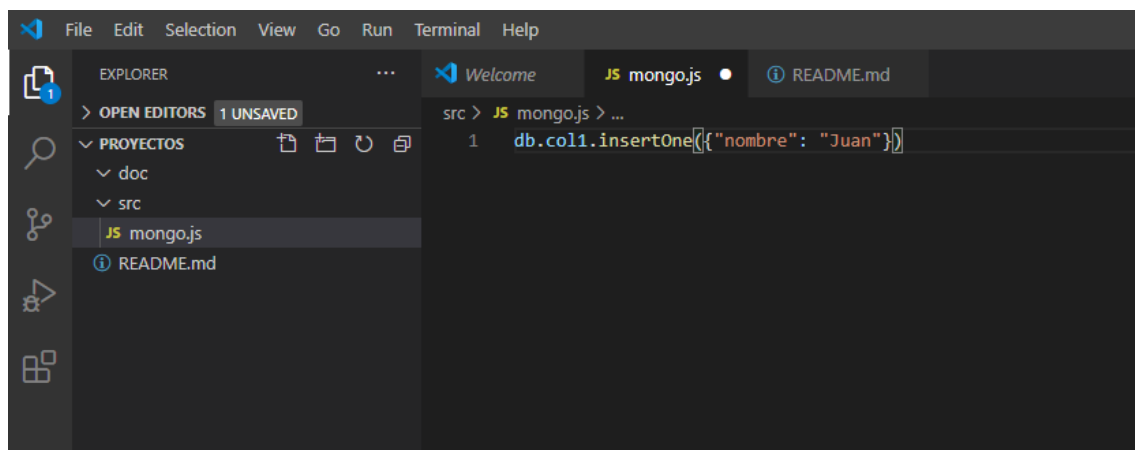 File Edit Selection View Go Run Terminal Help
EXPLORER ...
Welcome JS mongo.js README.md
1
OPEN EDITORS 1 UNSAVED
src > JS mongo.js > ...
PROYECTOS
1 db.col1.insertOne({"nombre": "Juan"})
doc
src
JS mongo.js
README.md